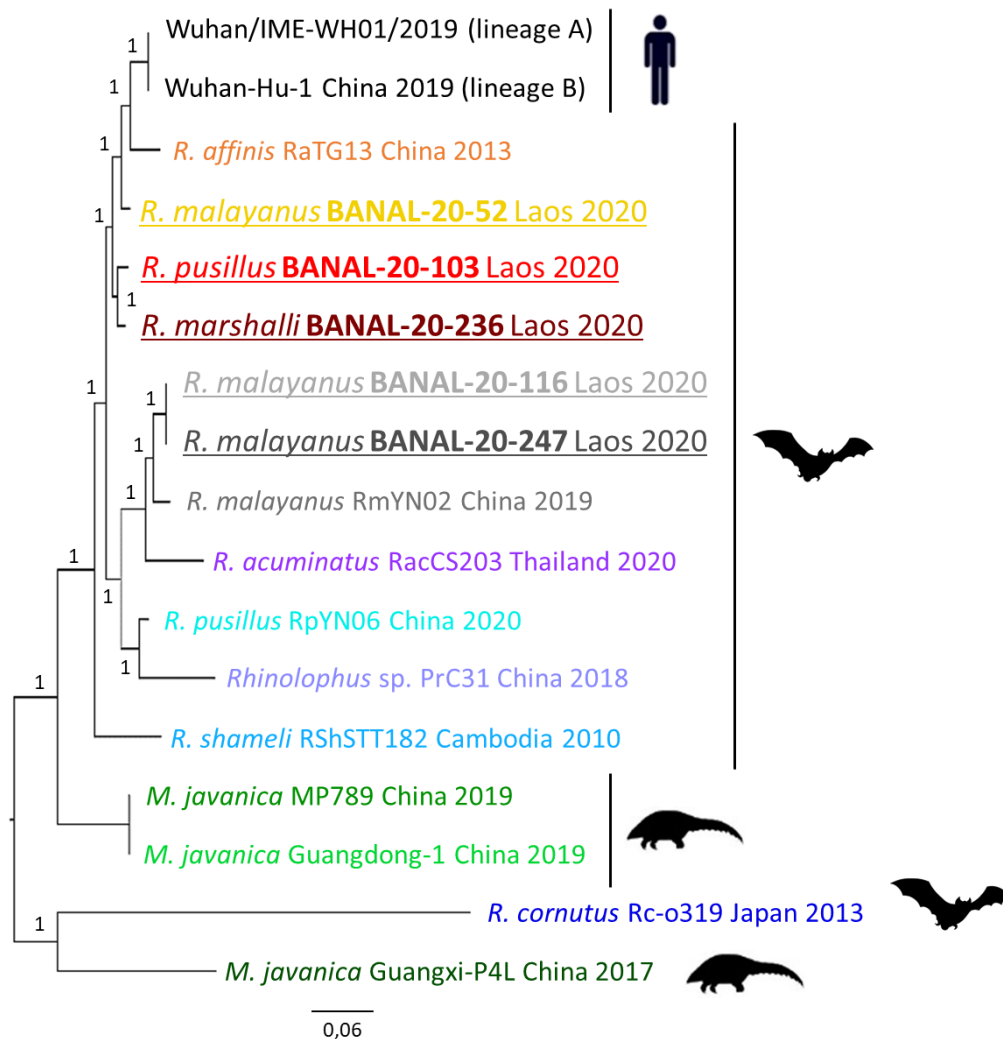 Wuhan/IME-WH01/2019 (lineage A)
1
Wuhan-Hu-1 China 2019 (lineage B)
1
R. affinis RaTG13 China 2013
1
R. malayanus BANAL-20-52 Laos 2020
1
R. pusillus BANAL-20-103 Laos 2020
1
R. marshalli BANAL-20-236 Laos 2020
1
R. malayanus BANAL-20-116 Laos 2020
1
R. malayanus BANAL-20-247 Laos 2020
1
R. malayanus RmYN02 China 2019
1
R. acuminatus RacCS203 Thailand 2020
1
1
R. pusillus RpYN06 China 2020
1
Rhinolophus sp. PrC31 China 2018
1
R. shameli RShSTT182 Cambodia 2010
M. javanica MP789 China 2019
M. javanica Guangdong-1 China 2019
R. cornutus Rc-o319 Japan 2013
1
M. javanica Guangxi-P4L China 2017
0,06